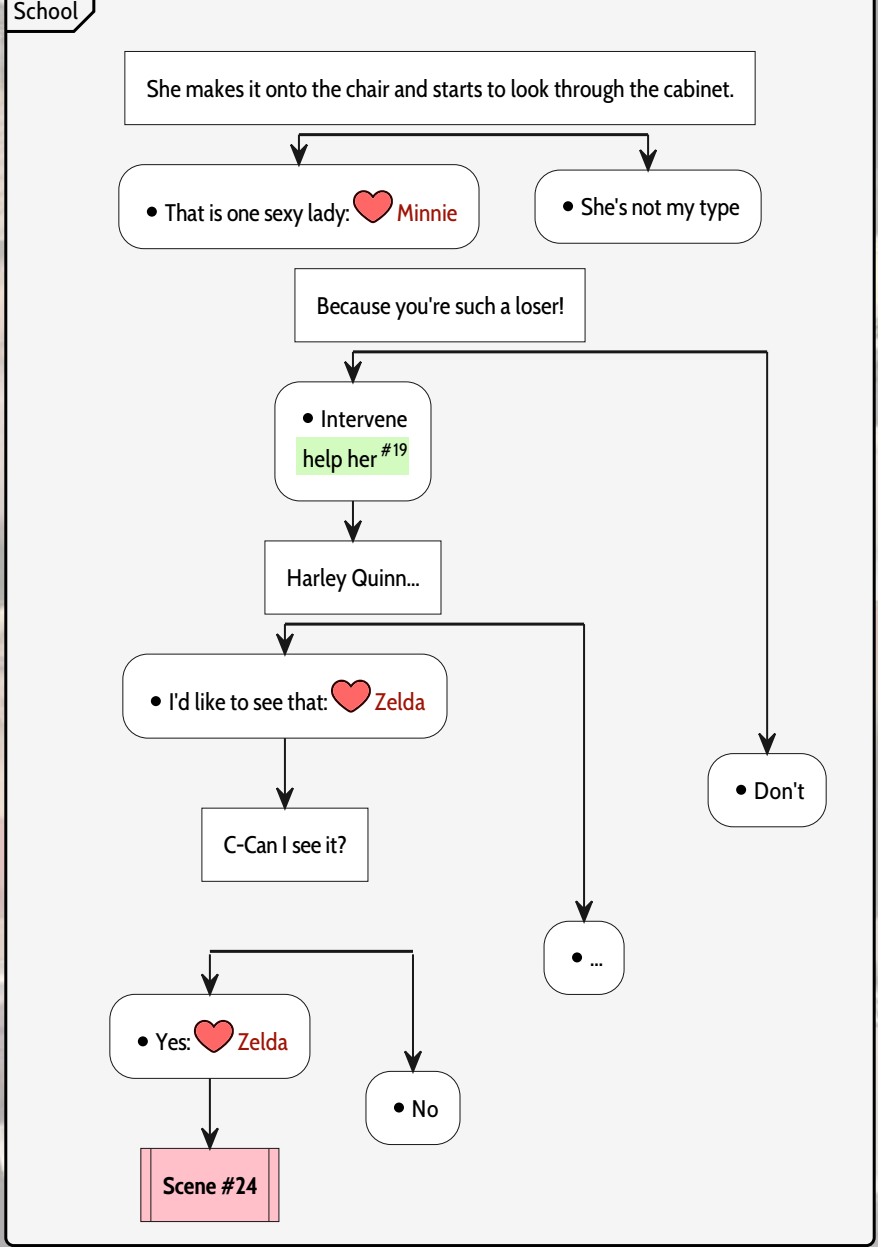 School
She makes it onto the chair and starts to look through the cabinet.
• That is one sexy lady: Minnie
• She's not my type
Because you're such a loser!
• Intervene
help her #19
Harley Quinn...
• I'd like to see that: Zelda
• Don't
C-Can I see it?
• ...
• Yes: Zelda
• No
Scene #24